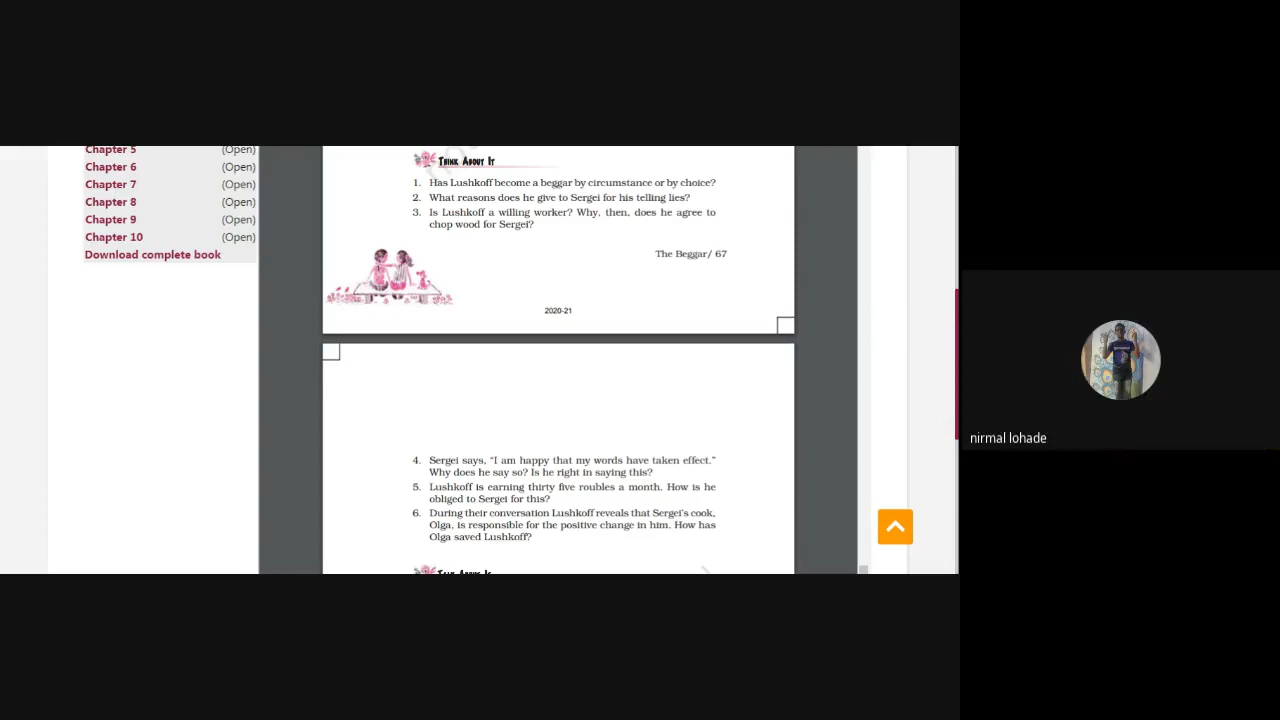 Chapter 5 (Open)
Chapter 6 (Open)
Chapter 7 (Open)
Chapter 8 (Open)
Chapter 9 (Open)
Chapter 10 (Open)
Download complete book
THINK ABOUT IT
1. Has Lushkoff become a beggar by circumstance or by choice?
2. What reasons does he give to Sergei for his telling lies?
3. Is Lushkoff a willing worker? Why, then, does he agree to
chop wood for Sergei?
The Beggar/ 67
2020-21
4. Sergei says, “I am happy that my words have taken effect.”
Why does he say so? Is he right in saying this?
5. Lushkoff is earning thirty five roubles a month. How is he
obliged to Sergei for this?
6. During their conversation Lushkoff reveals that Sergei’s cook,
Olga, is responsible for the positive change in him. How has
Olga saved Lushkoff?
nirmal lohade